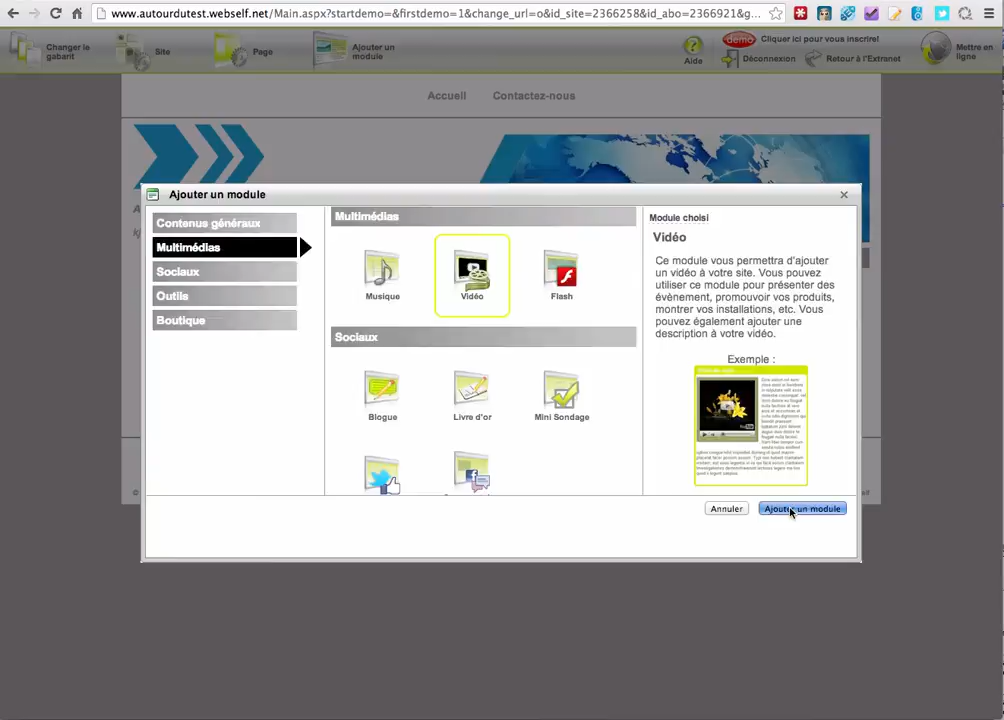 www.autourdutest.webself.net/Main.aspx?startdemo=&firstdemo=1&change_url=o&id_site=2366258&id_abo=2366921&g...
Changer le
gabarit
Site
Page
Ajouter un
module
Aide
demo
Cliquer ici pour vous inscrire!
Déconnexion
Retour à l'Extranet
Mettre en
ligne
Accueil
Contactez-nous
Ajouter un module
Contenus généraux
Multimédias
Sociaux
Outils
Boutique
Multimédias
Musique
Vidéo
Flash
Sociaux
Blogue
Livre d'or
Mini Sondage
Module choisi
Vidéo
Ce module vous permettra d'ajouter
un vidéo à votre site. Vous pouvez
utiliser ce module pour présenter des
évènement, promouvoir vos produits,
montrer vos installations, etc. Vous
pouvez également ajouter une
description à votre vidéo.
Exemple :
Annuler
Ajouter un module